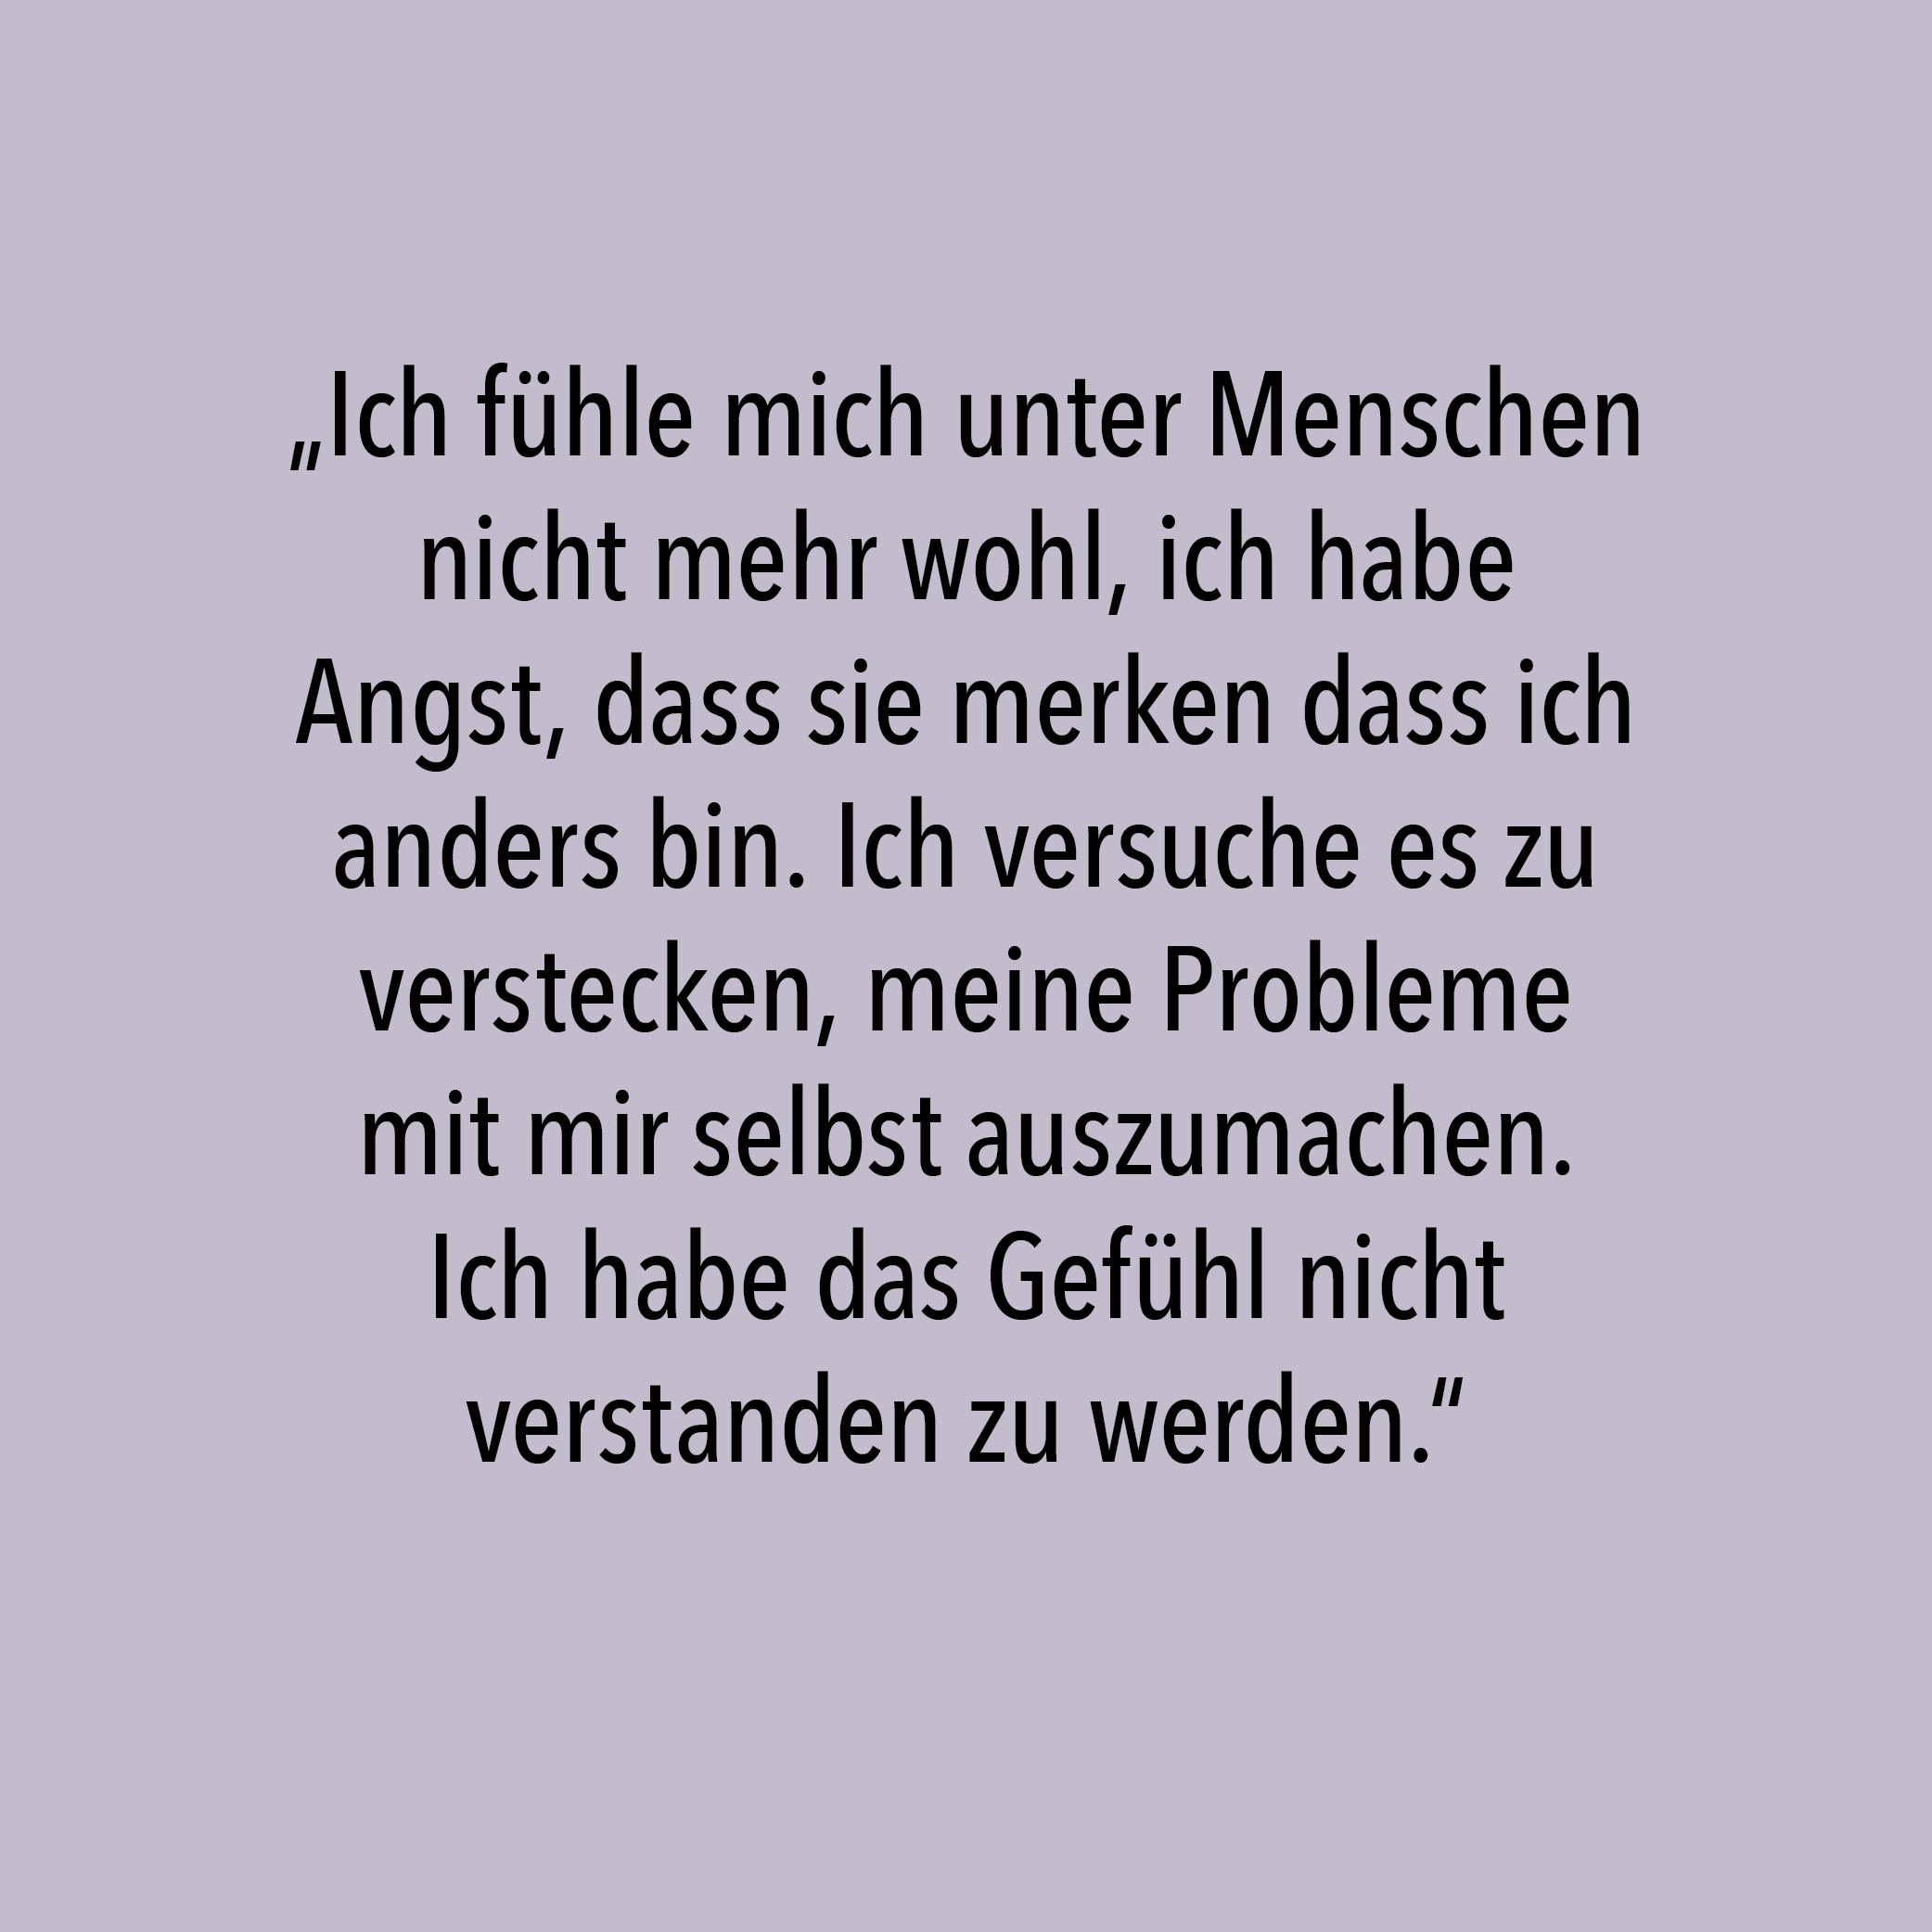 „Ich fühle mich unter Menschen
nicht mehr wohl, ich habe
Angst, dass sie merken dass ich
anders bin. Ich versuche es zu
verstecken, meine Probleme
mit mir selbst auszumachen.
Ich habe das Gefühl nicht
verstanden zu werden.“